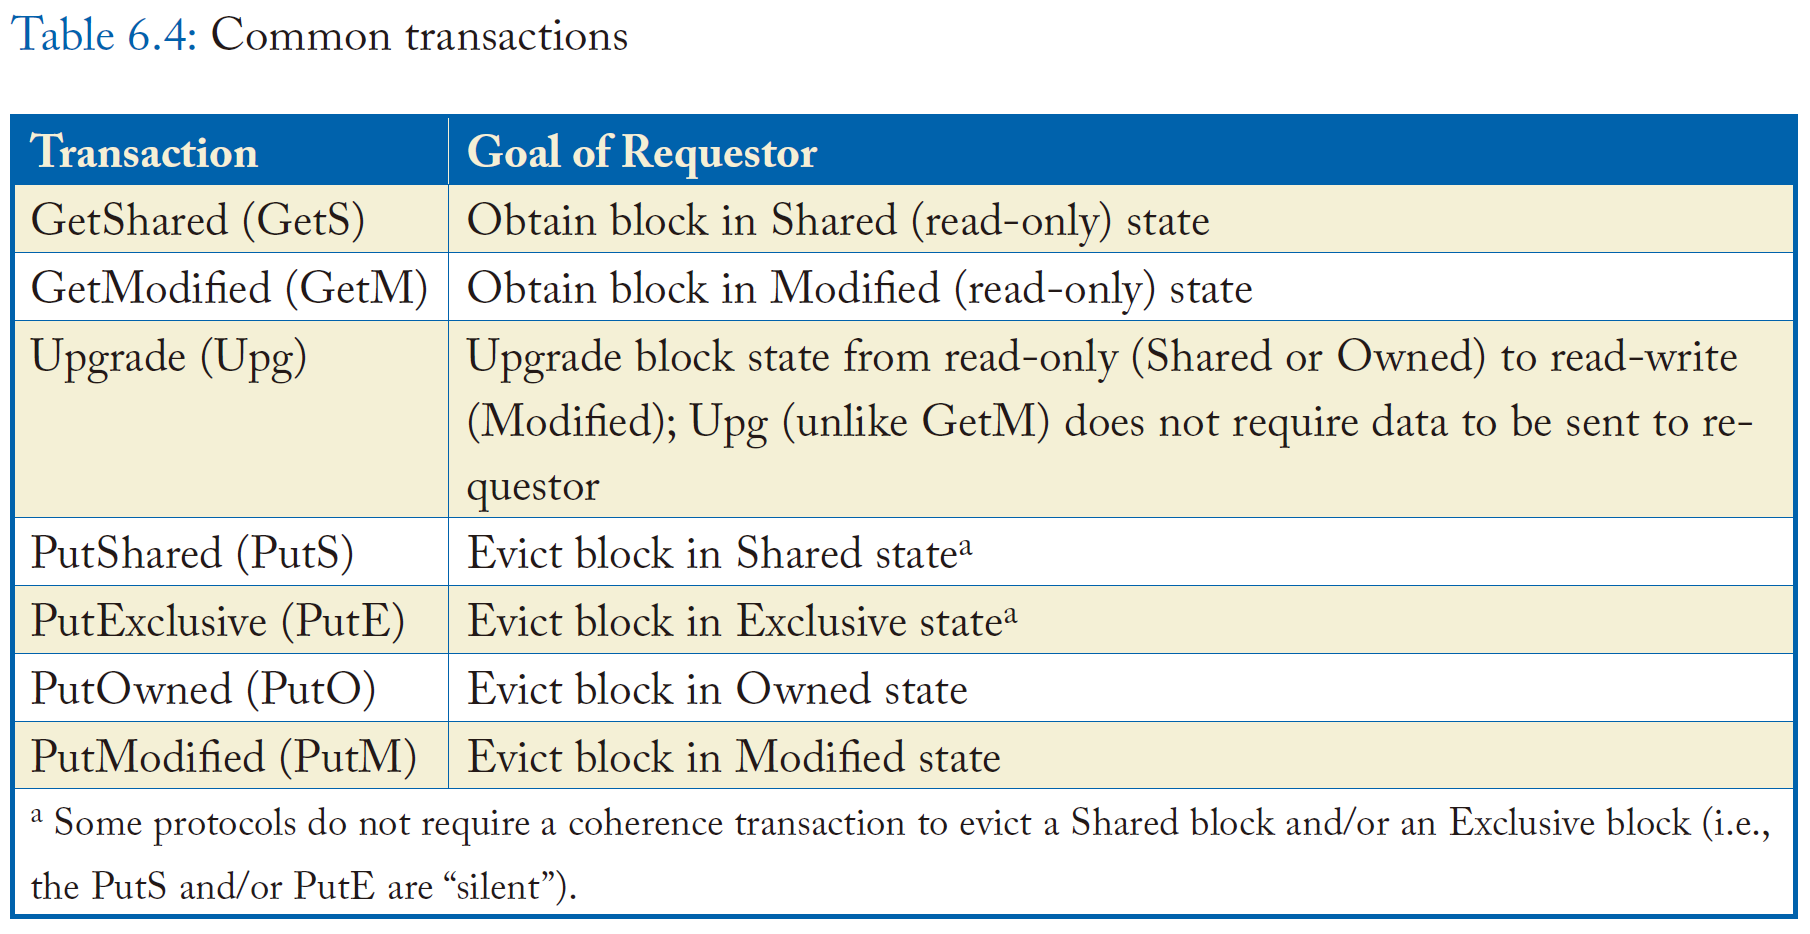 Table 6.4: Common transactions
Transaction Goal of Requestor
GetShared (GetS) Obtain block in Shared (read-only) state
GetModified (GetM) Obtain block in Modified (read-only) state
Upgrade (Upg) Upgrade block state from read-only (Shared or Owned) to read-write
(Modified); Upg (unlike GetM) does not require data to be sent to re-
questor
PutShared (PutS) Evict block in Shared stateᵃ
PutExclusive (PutE) Evict block in Exclusive stateᵃ
PutOwned (PutO) Evict block in Owned state
PutModified (PutM) Evict block in Modified state
ᵃ Some protocols do not require a coherence transaction to evict a Shared block and/or an Exclusive block (i.e.,
the PutS and/or PutE are “silent”).